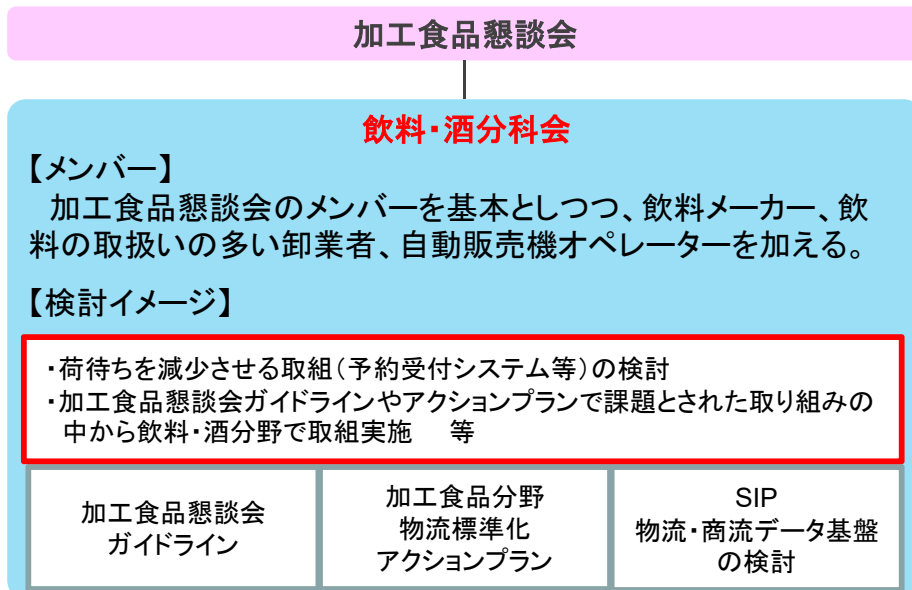 加工食品懇談会
飲料・酒分科会
【メンバー】
加工食品懇談会のメンバーを基本としつつ、飲料メーカー、飲
料の取扱いの多い卸業者、自動販売機オペレーターを加える。
【検討イメージ】
・荷待ちを減少させる取組(予約受付システム等)の検討
・加工食品懇談会ガイドラインやアクションプランで課題とされた取り組みの
中から飲料・酒分野で取組実施　等
加工食品懇談会
ガイドライン
加工食品分野
物流標準化
アクションプラン
SIP
物流・商流データ基盤
の検討